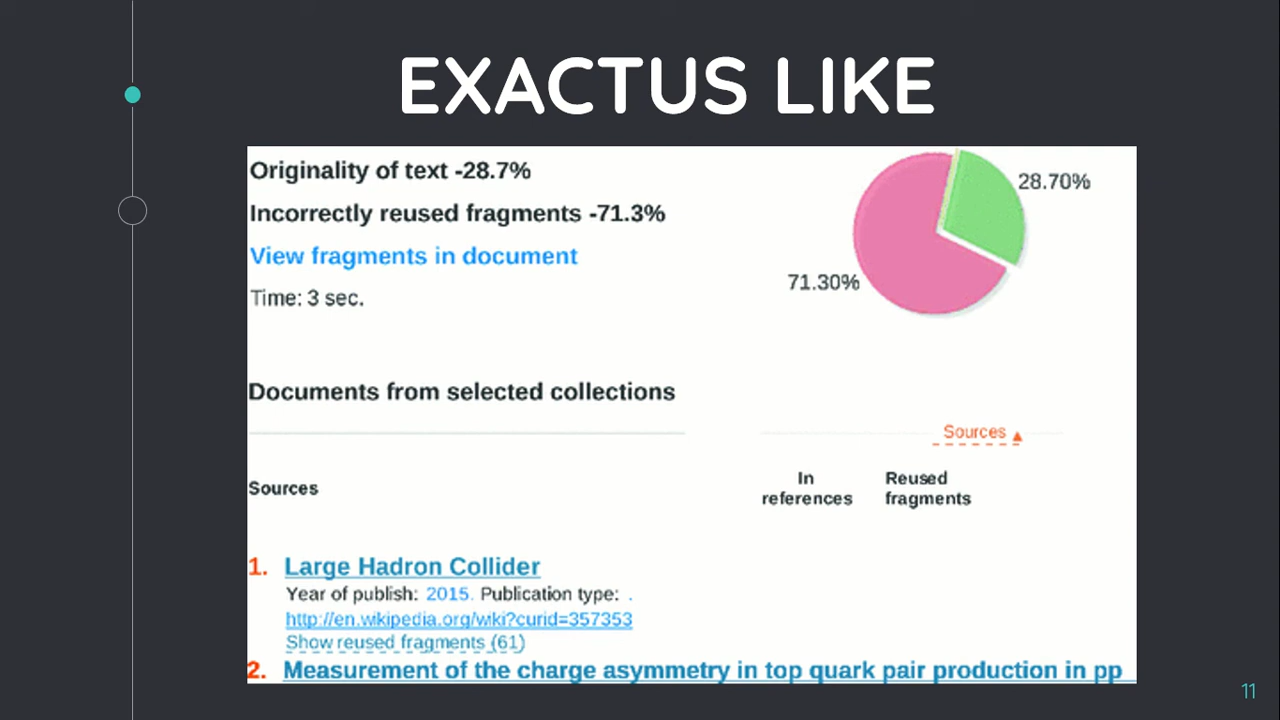 EXACTUS LIKE
Originality of text -28.7%
28.70%
Incorrectly reused fragments -71.3%
View fragments in document
71.30%
Time: 3 sec.
Documents from selected collections
Sources ▲
Sources
In references
Reused fragments
1. Large Hadron Collider
Year of publish: 2015. Publication type: .
http://en.wikipedia.org/wiki?curid=357353
Show reused fragments (61)
2. Measurement of the charge asymmetry in top quark pair production in pp
11